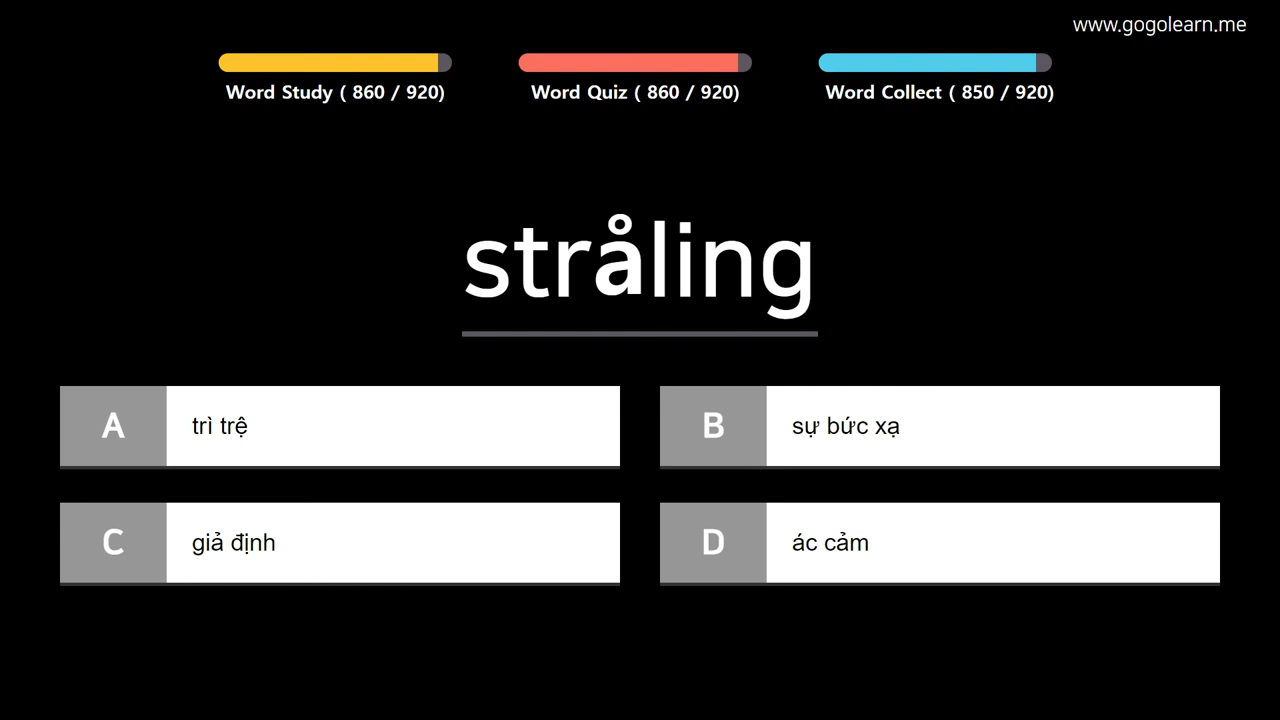 www.gogolearn.me
Word Study ( 860 / 920)
Word Quiz ( 860 / 920)
Word Collect ( 850 / 920)
stråling
A trì trệ
B sự bức xạ
C giả định
D ác cảm